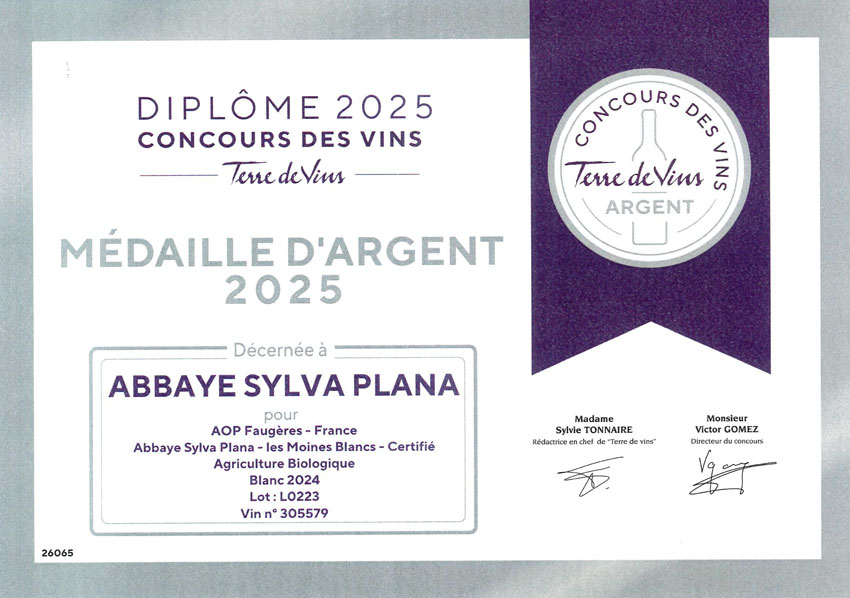 DIPLÔME 2025
CONCOURS DES VINS
Terre de Vins
MÉDAILLE D'ARGENT
2025
Décernée à
ABBAYE SYLVA PLANA
pour
AOP Faugères - France
Abbaye Sylva Plana - les Moines Blancs - Certifié
Agriculture Biologique
Blanc 2024
Lot : L0223
Vin n° 305579
26065
CONCOURS DES VINS
Terre de Vins
ARGENT
Madame
Sylvie TONNAIRE
Rédactrice en chef de "Terre de vins"
Monsieur
Victor GOMEZ
Directeur du concours